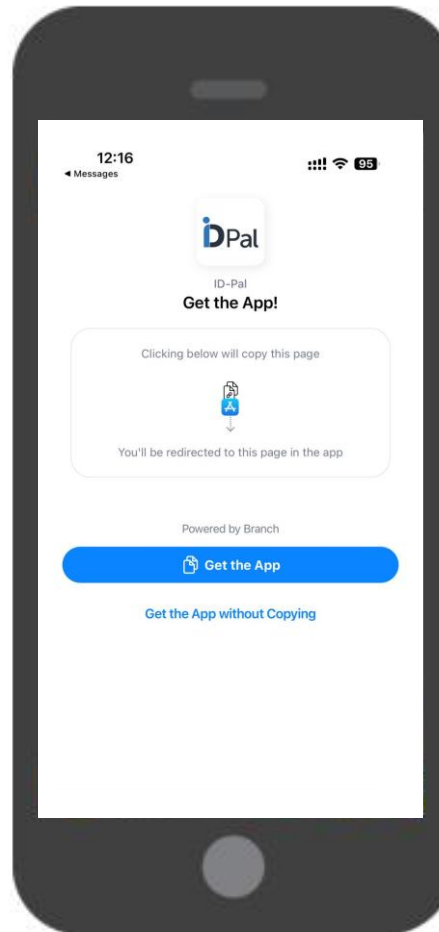 12:16
◀ Messages
95
iDPal
ID-Pal
Get the App!
Clicking below will copy this page
You'll be redirected to this page in the app
Powered by Branch
Get the App
Get the App without Copying